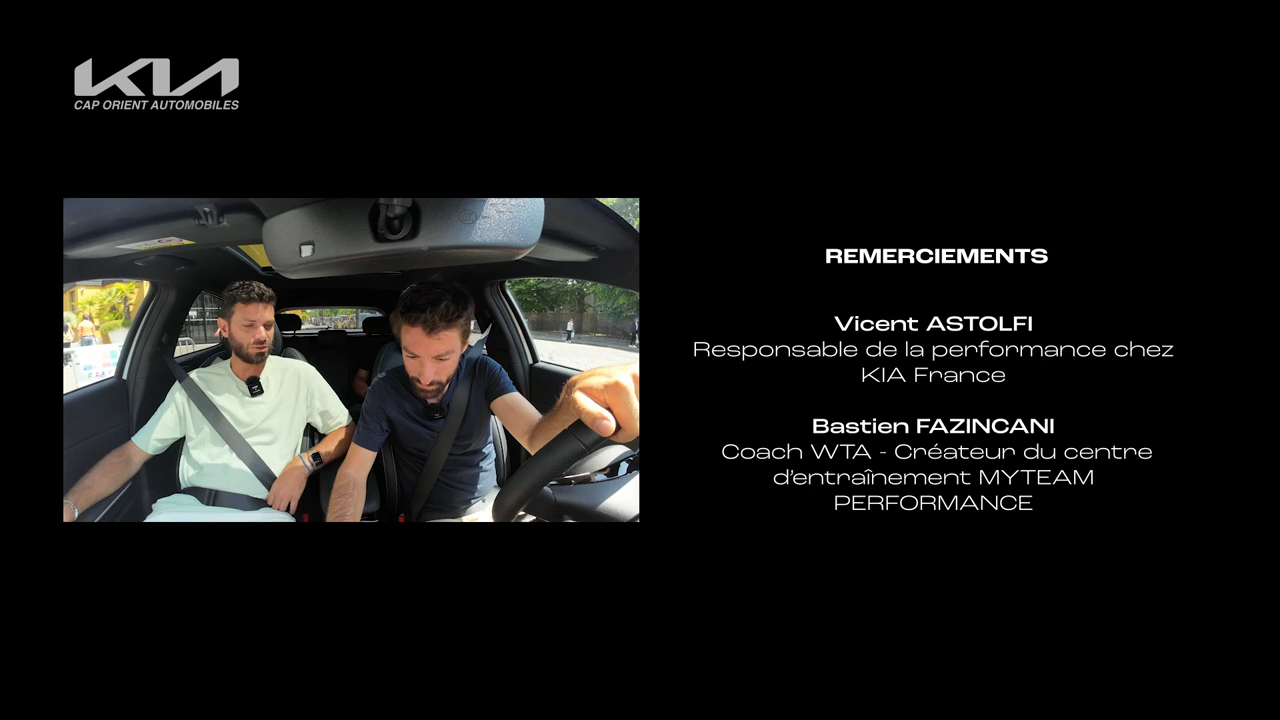 KIA
CAP ORIENT AUTOMOBILES
REMERCIEMENTS
Vicent ASTOLFI
Responsable de la performance chez
KIA France
Bastien FAZINCANI
Coach WTA - Créateur du centre
d'entraînement MYTEAM
PERFORMANCE